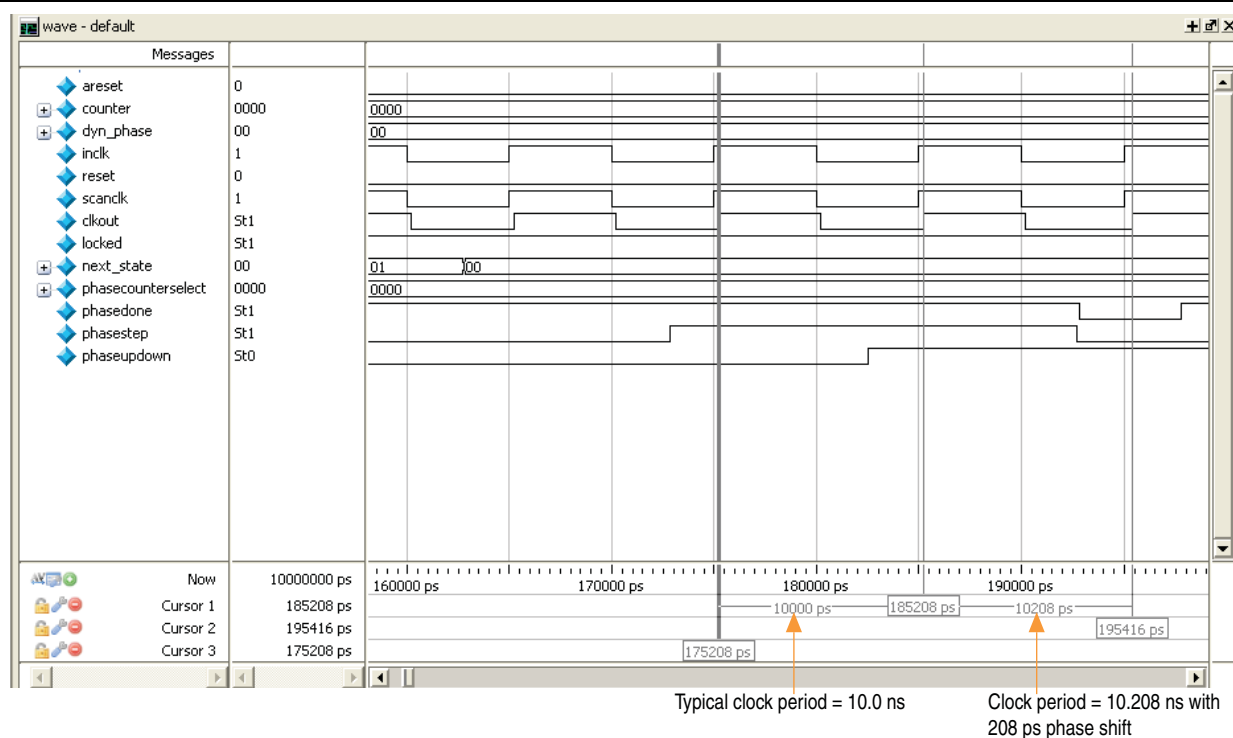 wave - default
Messages
areset 0
counter 0000 0000
dyn_phase 00 00
inclk 1
reset 0
scanclk 1
clkout St1
locked St1
next_state 00 01 00
phasecounterselect 0000 0000
phasedone St1
phasestep St1
phaseupdown St0
Now 10000000 ps 160000 ps 170000 ps 180000 ps 190000 ps
Cursor 1 185208 ps 10000 ps 185208 ps 10208 ps
Cursor 2 195416 ps 195416 ps
Cursor 3 175208 ps 175208 ps
Typical clock period = 10.0 ns
Clock period = 10.208 ns with
208 ps phase shift